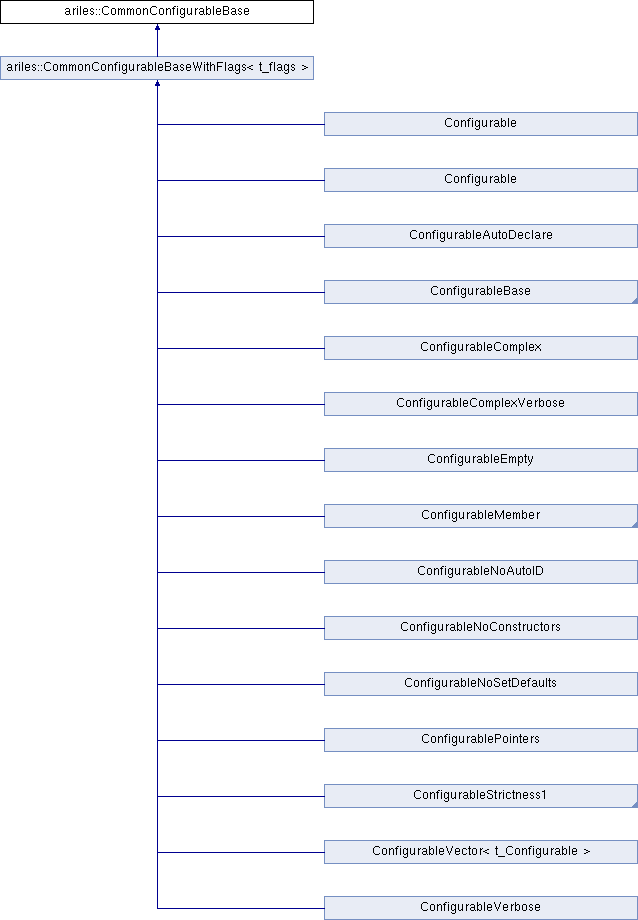 ariles::CommonConfigurableBase
ariles::CommonConfigurableBaseWithFlags< t_flags >
Configurable
Configurable
ConfigurableAutoDeclare
ConfigurableBase
ConfigurableComplex
ConfigurableComplexVerbose
ConfigurableEmpty
ConfigurableMember
ConfigurableNoAutoID
ConfigurableNoConstructors
ConfigurableNoSetDefaults
ConfigurablePointers
ConfigurableStrictness1
ConfigurableVector< t_Configurable >
ConfigurableVerbose